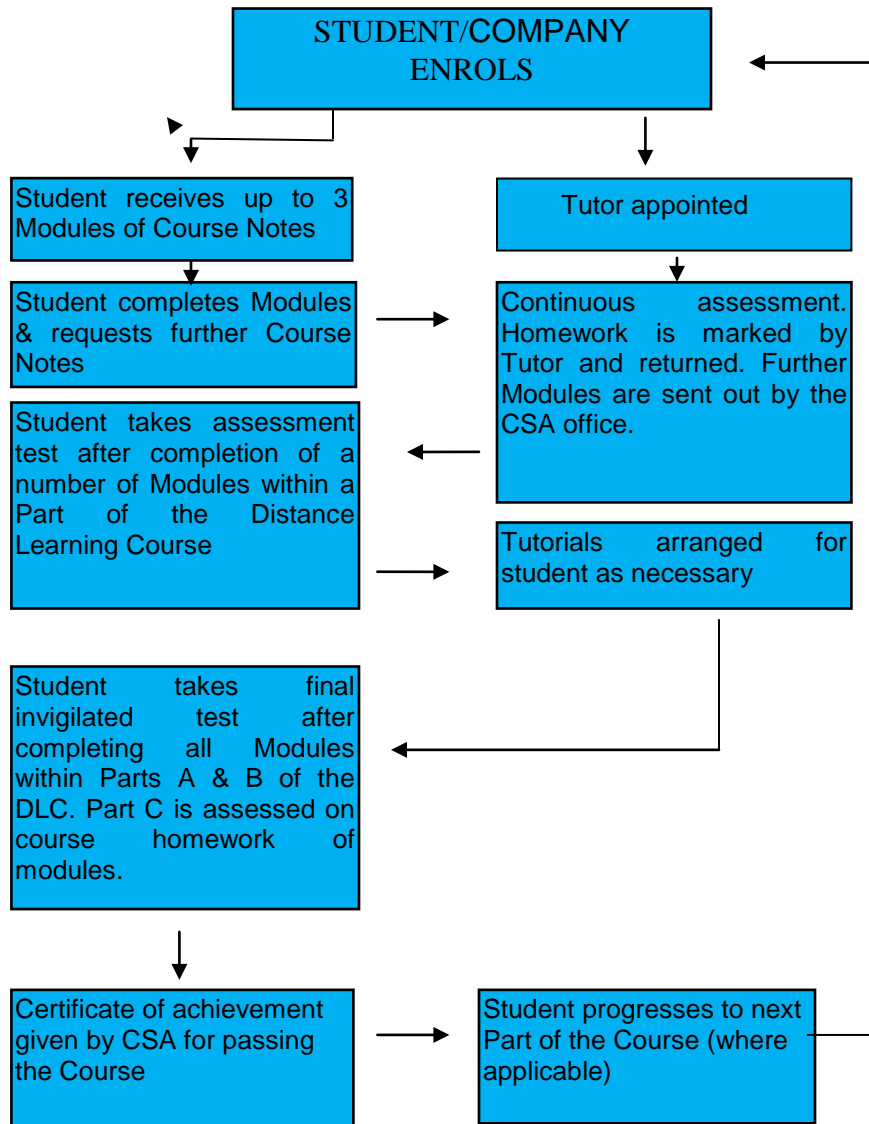 STUDENT/COMPANY
ENROLS
Student receives up to 3
Modules of Course Notes
Tutor appointed
Student completes Modules
& requests further Course
Notes
Continuous assessment.
Homework is marked by
Tutor and returned. Further
Modules are sent out by the
CSA office.
Student takes assessment
test after completion of a
number of Modules within a
Part of the Distance
Learning Course
Tutorials arranged for
student as necessary
Student takes final
invigilated test after
completing all Modules
within Parts A & B of the
DLC. Part C is assessed on
course homework of
modules.
Certificate of achievement
given by CSA for passing
the Course
Student progresses to next
Part of the Course (where
applicable)